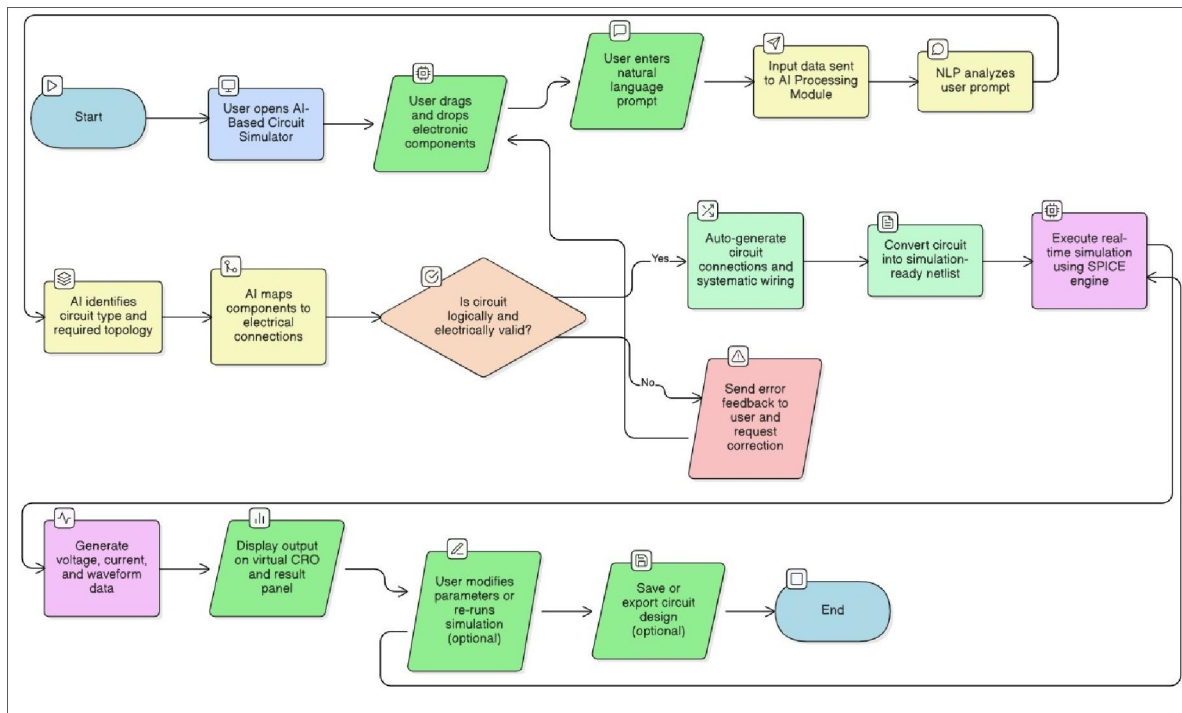 Start
User opens AI-
Based Circuit
Simulator
User drags
and drops
electronic
components
User enters
natural
language
prompt
Input data sent
to AI Processing
Module
NLP analyzes
user prompt
AI identifies
circuit type and
required topology
AI maps
components to
electrical
connections
Is circuit
logically and
electrically valid?
Yes
Auto-generate
circuit
connections and
systematic wiring
Convert circuit
into simulation-
ready netlist
Execute real-
time simulation
using SPICE
engine
No
Send error
feedback to
user and
request
correction
Generate
voltage, current,
and waveform
data
Display output
on virtual CRO
and result
panel
User modifies
parameters or
re-runs
simulation
(optional)
Save or
export circuit
design
(optional)
End